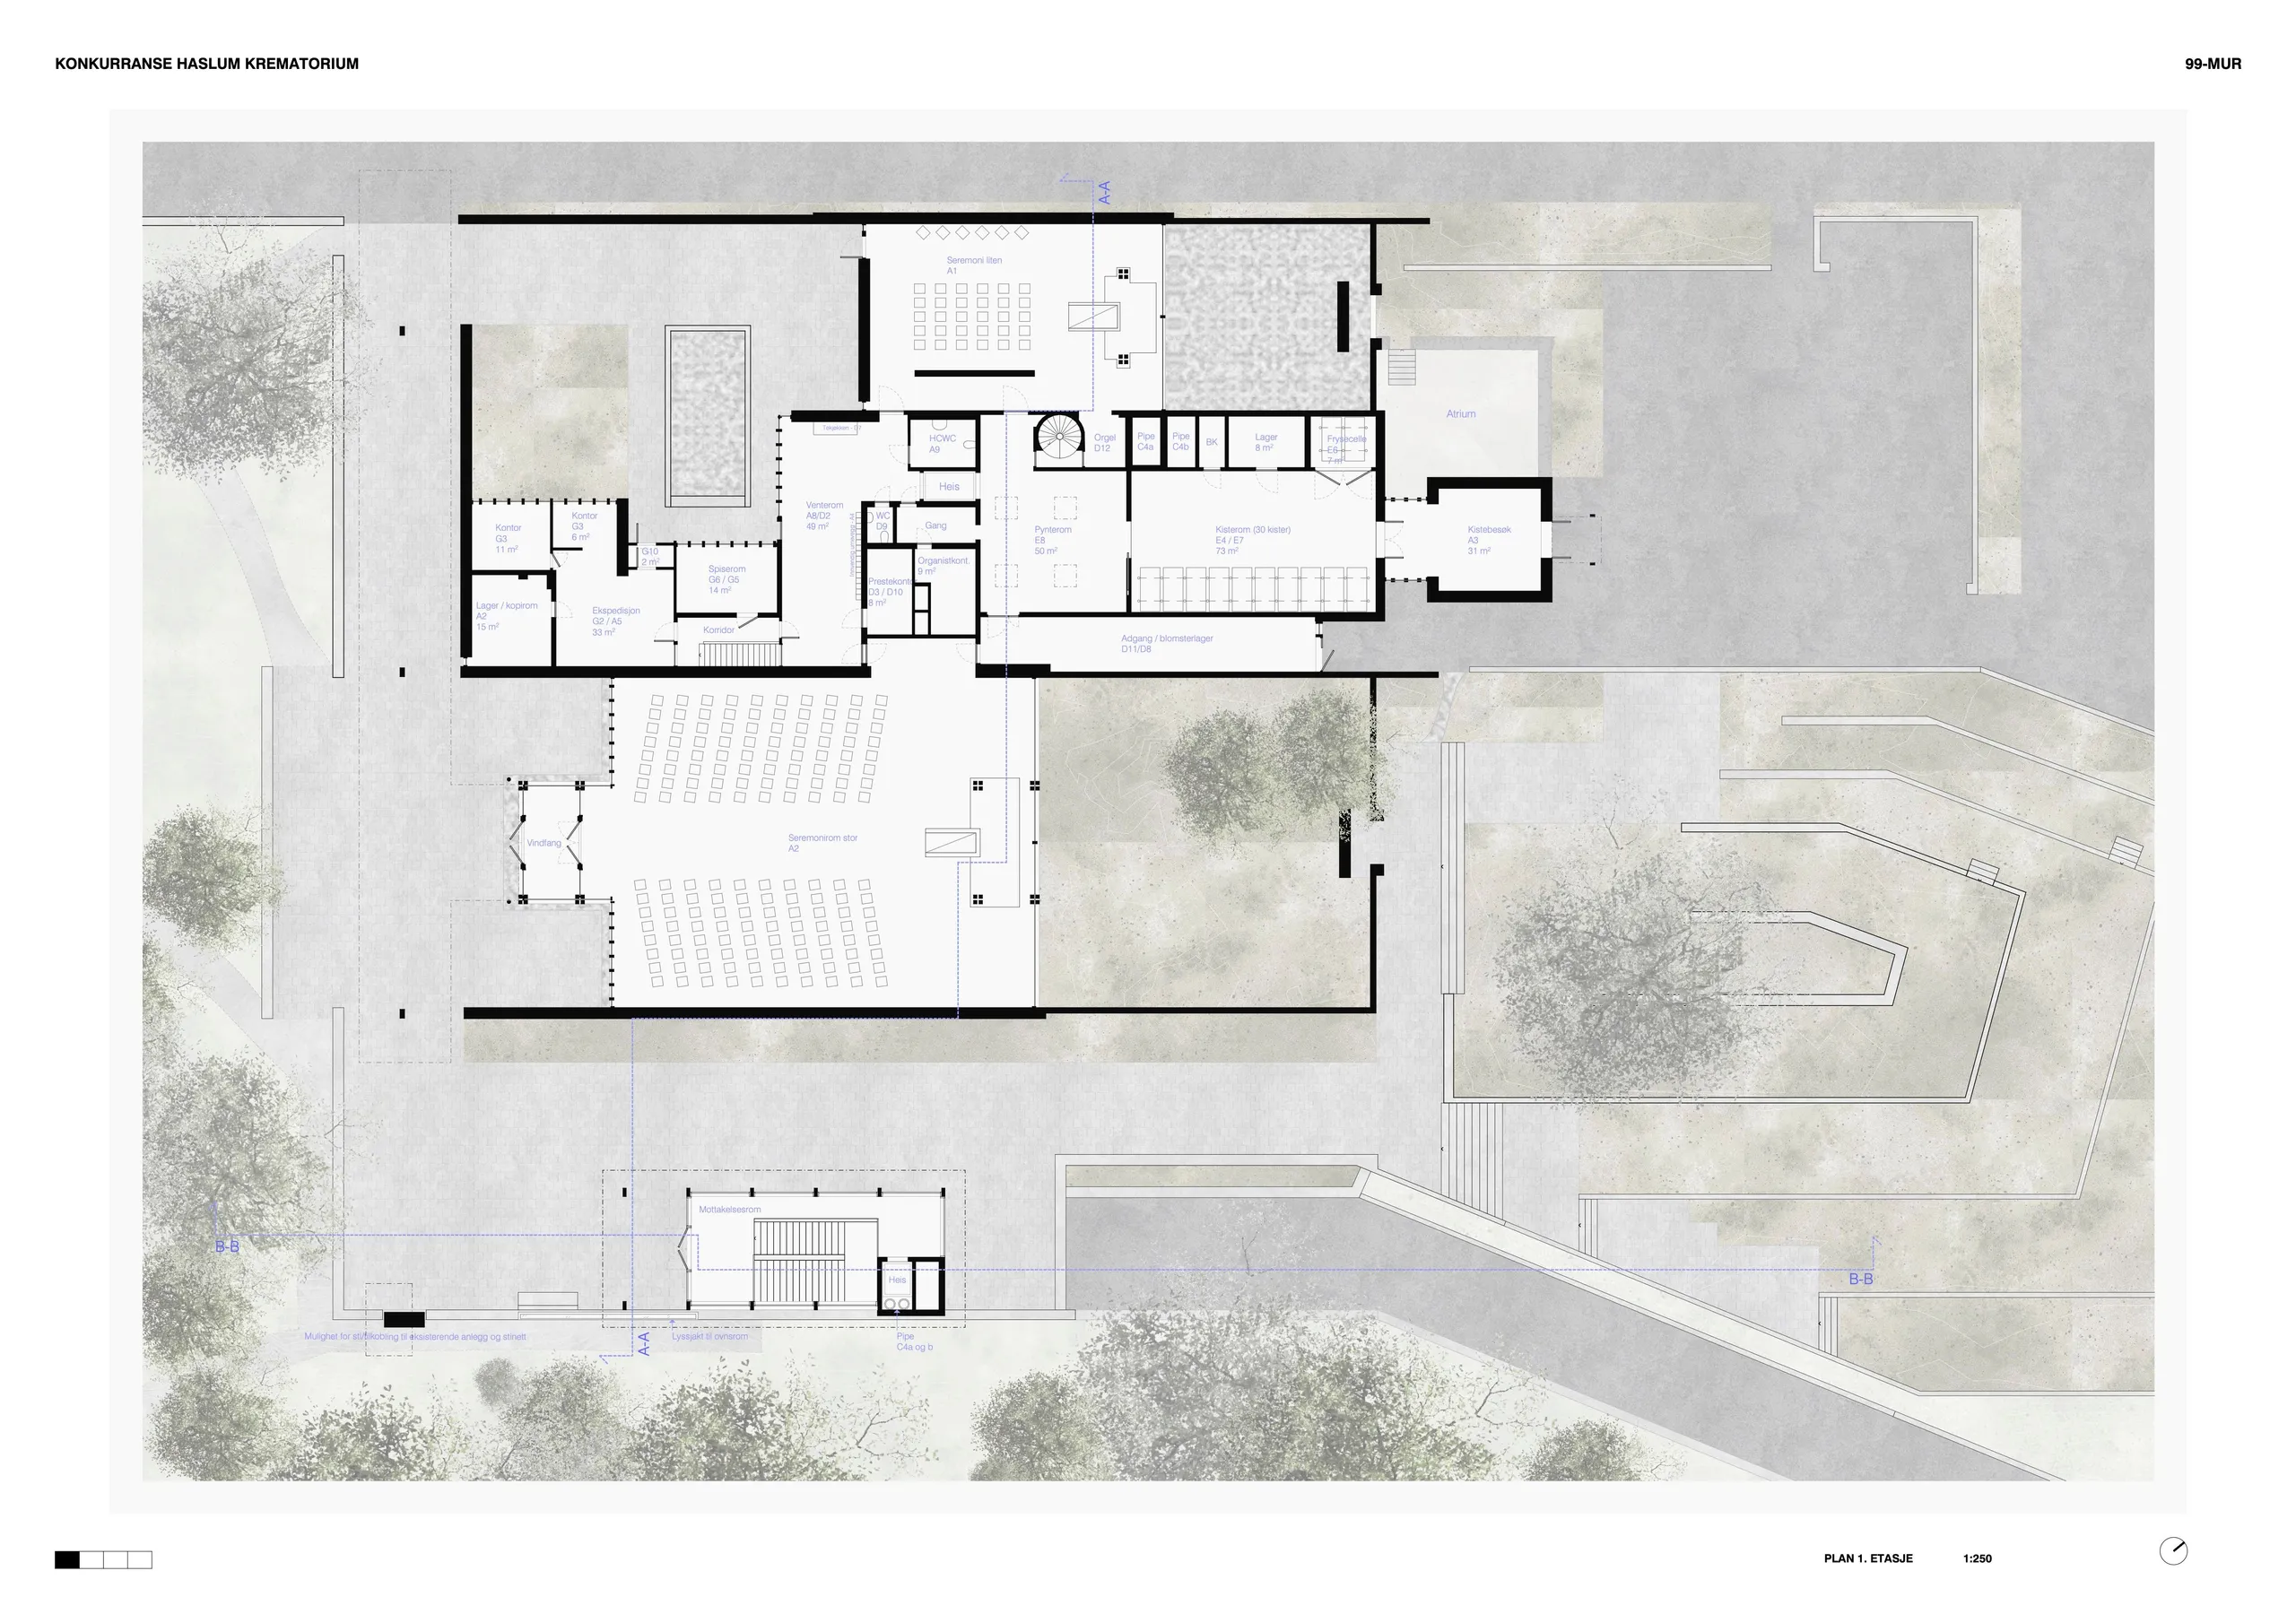 KONKURRANSE HASLUM KREMATORIUM
99-MUR
A-A
Seremoni liten
A1
Atrium
HCWC
A9
Orgel
D12
Pipe
C4a
Pipe
C4b
BK
Lager
8 m²
Frysecelle
E6
7 m²
Heis
Venterom
A8/D2
49 m²
WC
D9
Gang
Kontor
G3
11 m²
Kontor
G3
6 m²
G10
2 m²
Spiserom
G6 / G5
14 m²
Pynterom
E8
50 m²
Kisterom (30 kister)
E4 / E7
73 m²
Kistebesøk
A3
31 m²
Organistkont.
9 m²
Prestekontor
D3 / D10
8 m²
Lager / kopirom
A2
15 m²
Ekspedisjon
G2 / A5
33 m²
Korridor
Adgang / blomsterlager
D11/D8
Vindfang
Seremonirom stor
A2
Mottakelsesrom
B-B
Heis
B-B
Mulighet for sti/tilkobling til eksisterende anlegg og stinett
A-A
Lyssjakt til ovnsrom
Pipe
C4a og b
PLAN 1. ETASJE
1:250